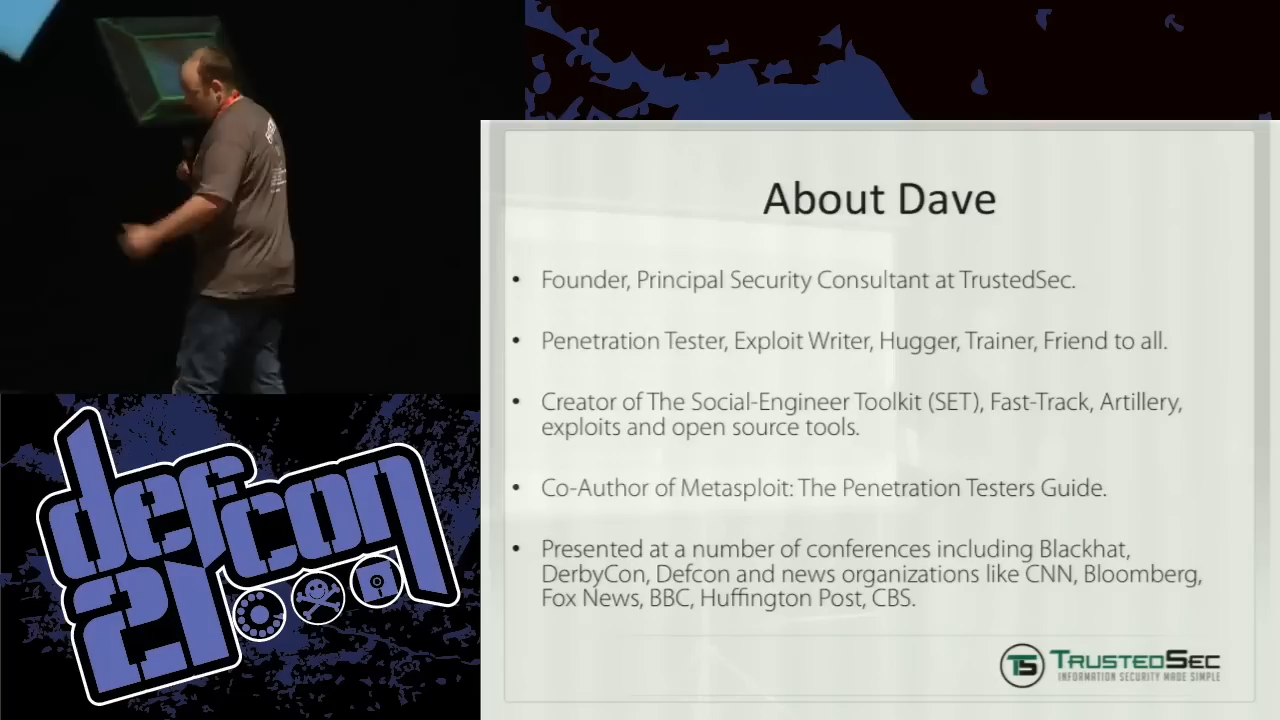 About Dave
• Founder, Principal Security Consultant at TrustedSec.
• Penetration Tester, Exploit Writer, Hugger, Trainer, Friend to all.
• Creator of The Social-Engineer Toolkit (SET), Fast-Track, Artillery,
exploits and open source tools.
• Co-Author of Metasploit: The Penetration Testers Guide.
• Presented at a number of conferences including Blackhat,
DerbyCon, Defcon and news organizations like CNN, Bloomberg,
Fox News, BBC, Huffington Post, CBS.
TS TRUSTEDSEC
INFORMATION SECURITY MADE SIMPLE
defcon
21